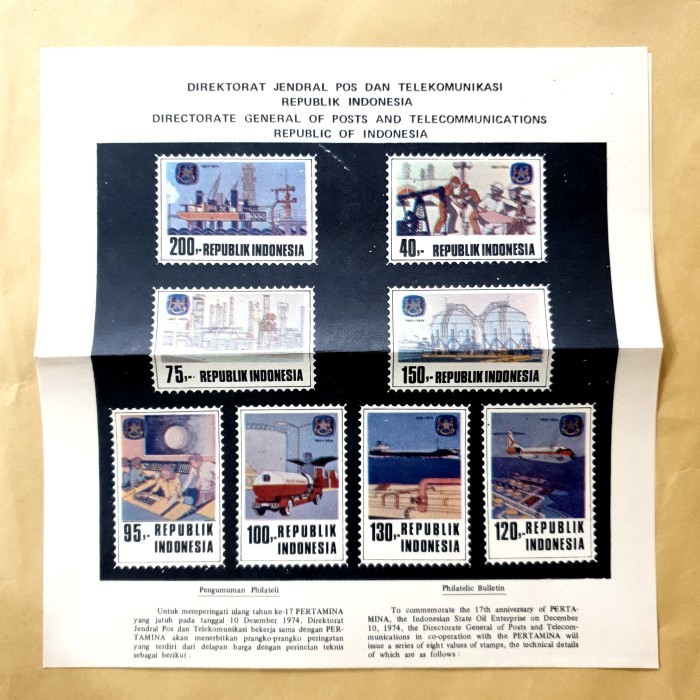 DIREKTORAT JENDRAL POS DAN TELEKOMUNIKASI
REPUBLIK INDONESIA
DIRECTORATE GENERAL OF POSTS AND TELECOMMUNICATIONS
REPUBLIC OF INDONESIA
200,- REPUBLIK INDONESIA
40,- REPUBLIK INDONESIA
75,- REPUBLIK INDONESIA
150,- REPUBLIK INDONESIA
95,- REPUBLIK
INDONESIA
100,- REPUBLIK
INDONESIA
130,- REPUBLIK
INDONESIA
120,- REPUBLIK
INDONESIA
Pengumuman Philateli
Untuk memperingati ulang tahun ke-17 PERTAMINA
yang jatuh pada tanggal 10 Desember 1974, Direktorat
Jendral Pos dan Telekomunikasi bekerja sama dengan PER-
TAMINA akan menerbitkan prangko-prangko peringatan
yang terdiri dari delapan harga dengan perincian teknis
sebagai berikut :
Philatelic Bulletin
To commemorate the 17th anniversary of PERTA-
MINA, the Indonesian State Oil Enterprise on December
10, 1974, the Directorate General of Posts and Telecom-
munications in co-operation with the PERTAMINA will
issue a series of eight values of stamps, the technical details
of which are as follows :